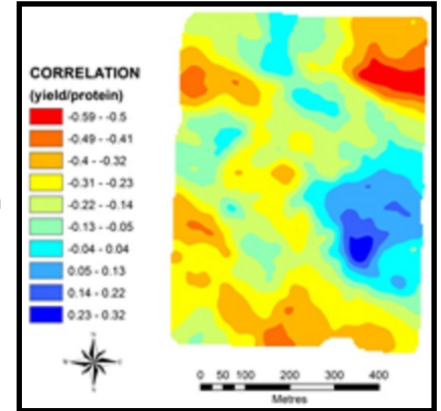 CORRELATION
(yield/protein)
-0.59 - -0.5
-0.49 - -0.41
-0.4 - -0.32
-0.31 - -0.23
-0.22 - -0.14
-0.13 - -0.05
-0.04 - 0.04
0.05 - 0.13
0.14 - 0.22
0.23 - 0.32
0 50 100 200 300 400
Metres